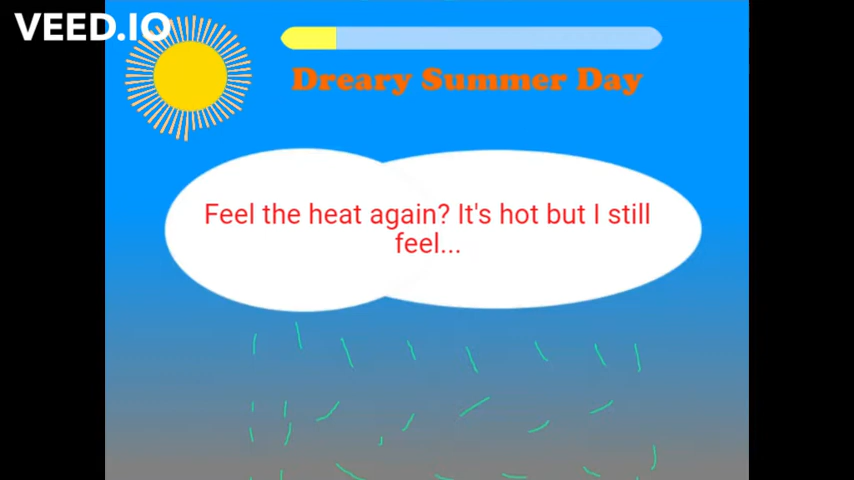 VEED.IO
Dreary Summer Day
Feel the heat again? It's hot but I still
feel...